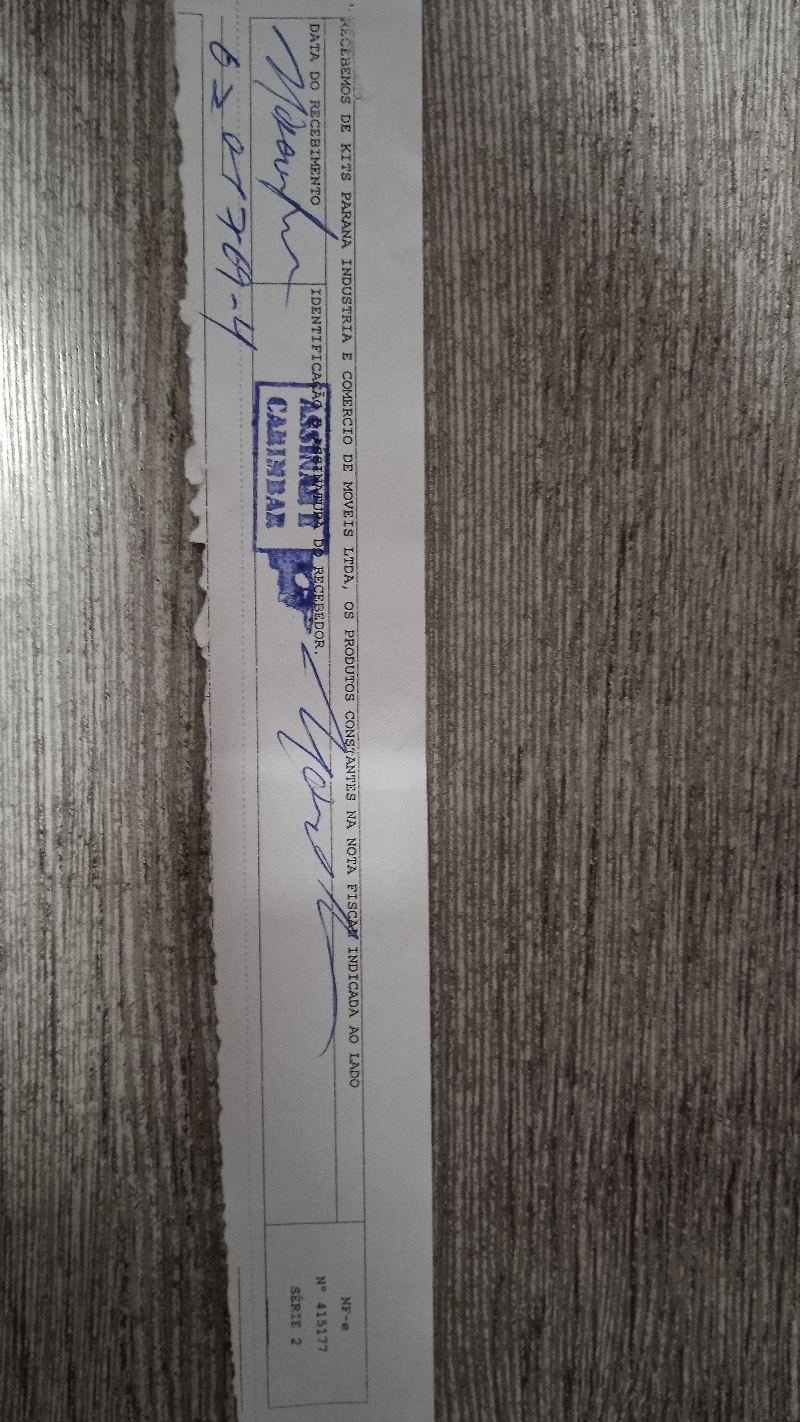 RECEBEMOS DE KITS PARANA INDUSTRIA E COMERCIO DE MOVEIS LTDA, OS PRODUTOS CONSTANTES NA NOTA FISCAL INDICADA AO LADO
DATA DO RECEBIMENTO
IDENTIFICAÇÃO E ASSINATURA DO RECEBEDOR.
ASSINAR E
CARIMBAR
NF-e
Nº 415177
SÉRIE 2